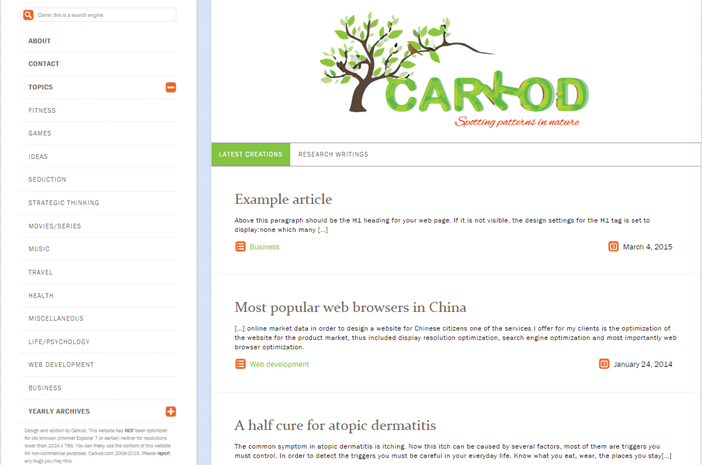 Damn, this is a search engine
ABOUT
CONTACT
TOPICS
FITNESS
GAMES
IDEAS
SEDUCTION
STRATEGIC THINKING
MOVIES/SERIES
MUSIC
TRAVEL
HEALTH
MISCELLANEOUS
LIFE/PSYCHOLOGY
WEB DEVELOPMENT
BUSINESS
YEARLY ARCHIVES
Design and edition by Carkod. This website has NOT been optimized
for old browser (Internet Explorer 7 or earlier) neither for resolutions
lower than 1024 x 768. You can freely use the content of this website
for non-commercial purposes. Carkod.com 2009-2015. Please report
any bugs you may find.
CARKOD
Spotting patterns in nature
LATEST CREATIONS RESEARCH WRITINGS
Example article
Above this paragraph should be the H1 heading for your web page. If it is not visible, the design settings for the H1 tag is set to
display:none which many [...]
Business March 4, 2015
Most popular web browsers in China
[...] online market data in order to design a website for Chinese citizens one of the services I offer for my clients is the optimization of
the website for the product market, thus included display resolution optimization, search engine optimization and most importantly web
browser optimization.
Web development January 24, 2014
A half cure for atopic dermatitis
The common symptom in atopic dermatitis is itching. Now this itch can be caused by several factors, most of them are triggers you
must control. In order to detect the triggers you must be careful in your everyday life. Know what you eat, wear, the places you stay[...]